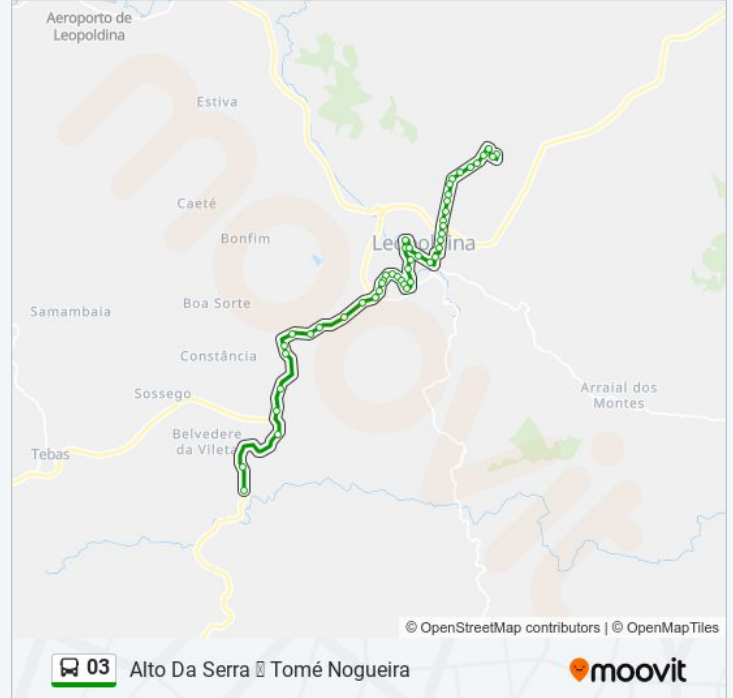 Aeroporto de
Leopoldina
Estiva
Caeté
Bonfim
Leopoldina
Samambaia
Boa Sorte
Constância
Sossego
Arraial dos
Montes
Belvedere
da Vileta
Tebas
moovit
© OpenStreetMap contributors | © OpenMapTiles
03 Alto Da Serra ▯ Tomé Nogueira
moovit